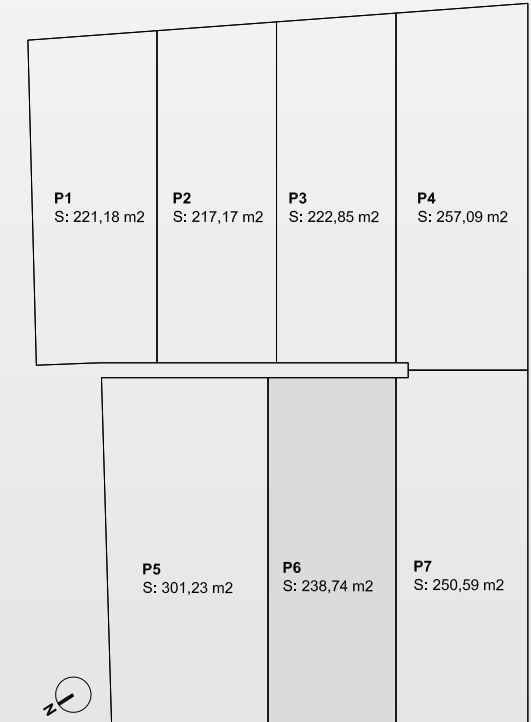 P1
S: 221,18 m2
P2
S: 217,17 m2
P3
S: 222,85 m2
P4
S: 257,09 m2
P5
S: 301,23 m2
P6
S: 238,74 m2
P7
S: 250,59 m2
N